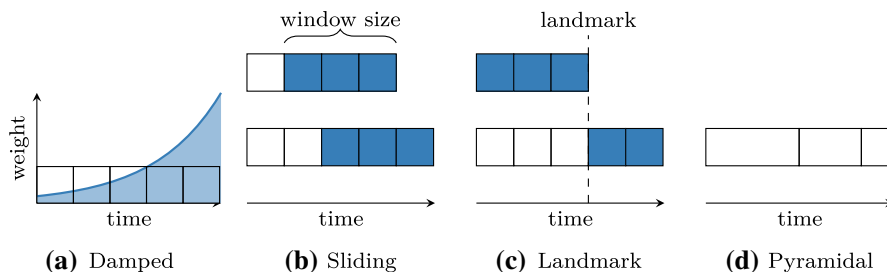 window size
landmark
weight
time
time
time
time
(a) Damped
(b) Sliding
(c) Landmark
(d) Pyramidal